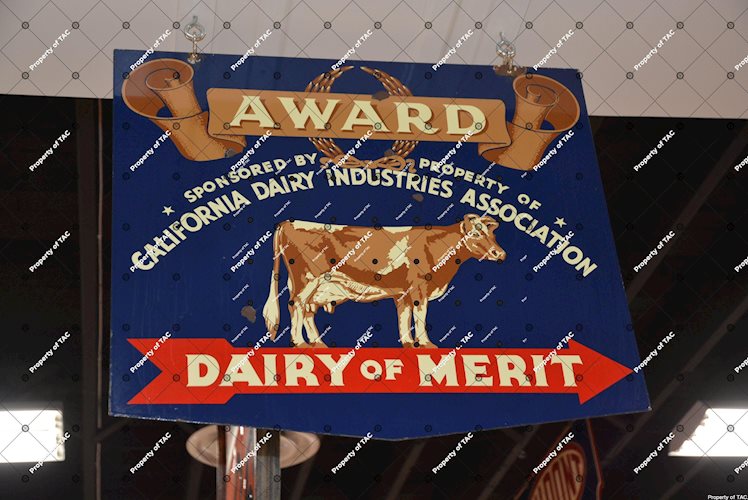 AWARD
SPONSORED BY PROPERTY OF
CALIFORNIA DAIRY INDUSTRIES ASSOCIATION
DAIRY OF MERIT
Property of TAC